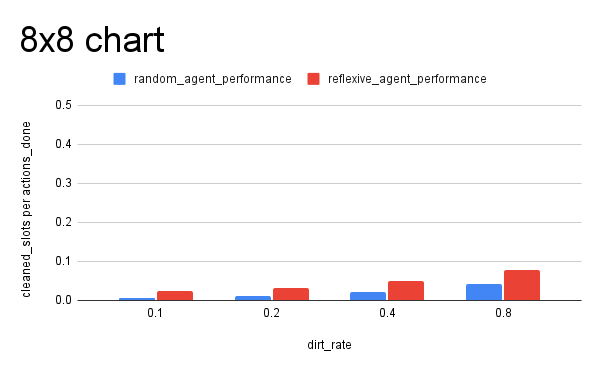 8x8 chart
random_agent_performance reflexive_agent_performance
cleaned_slots per actions_done
0.5
0.4
0.3
0.2
0.1
0.0
0.1 0.2 0.4 0.8
dirt_rate